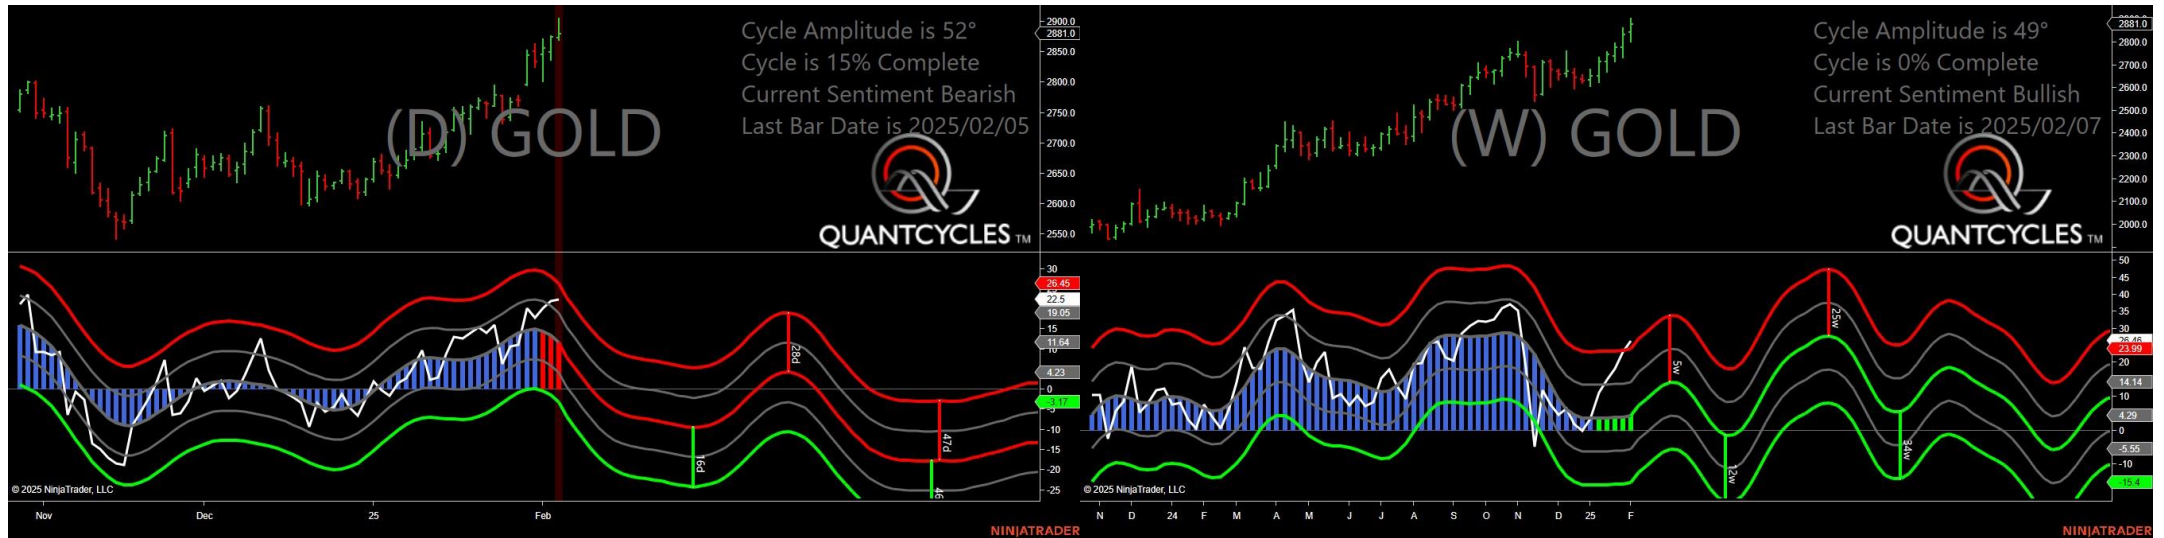 Cycle Amplitude is 52°
Cycle is 15% Complete
Current Sentiment Bearish
Last Bar Date is 2025/02/05
(D) GOLD
QUANTCYCLES TM
2900.0
2881.0
2850.0
2800.0
2750.0
2700.0
2650.0
2600.0
2550.0
30
26.45
22.5
19.05
15
11.64
10
4.23
0
-3.17
-5
-10
-15
-20
-25
28d
16d
47d
46
© 2025 NinjaTrader, LLC
Nov
Dec
25
Feb
NINJATRADER
Cycle Amplitude is 49°
Cycle is 0% Complete
Current Sentiment Bullish
Last Bar Date is 2025/02/07
(W) GOLD
QUANTCYCLES TM
2881.0
2800.0
2700.0
2600.0
2500.0
2400.0
2300.0
2200.0
2100.0
2000.0
50
45
40
35
30
26.46
23.99
20
14.14
10
4.29
0
-5.55
-10
-15.4
5w
12w
25w
34w
© 2025 NinjaTrader, LLC
N D 24 F M A M J J A S O N D 25 F
NINJATRADER